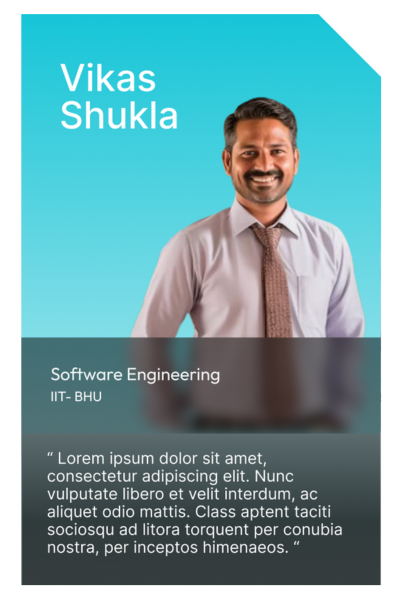 Vikas
Shukla
Software Engineering
IIT- BHU
“ Lorem ipsum dolor sit amet,
consectetur adipiscing elit. Nunc
vulputate libero et velit interdum, ac
aliquet odio mattis. Class aptent taciti
sociosqu ad litora torquent per conubia
nostra, per inceptos himenaeos. “